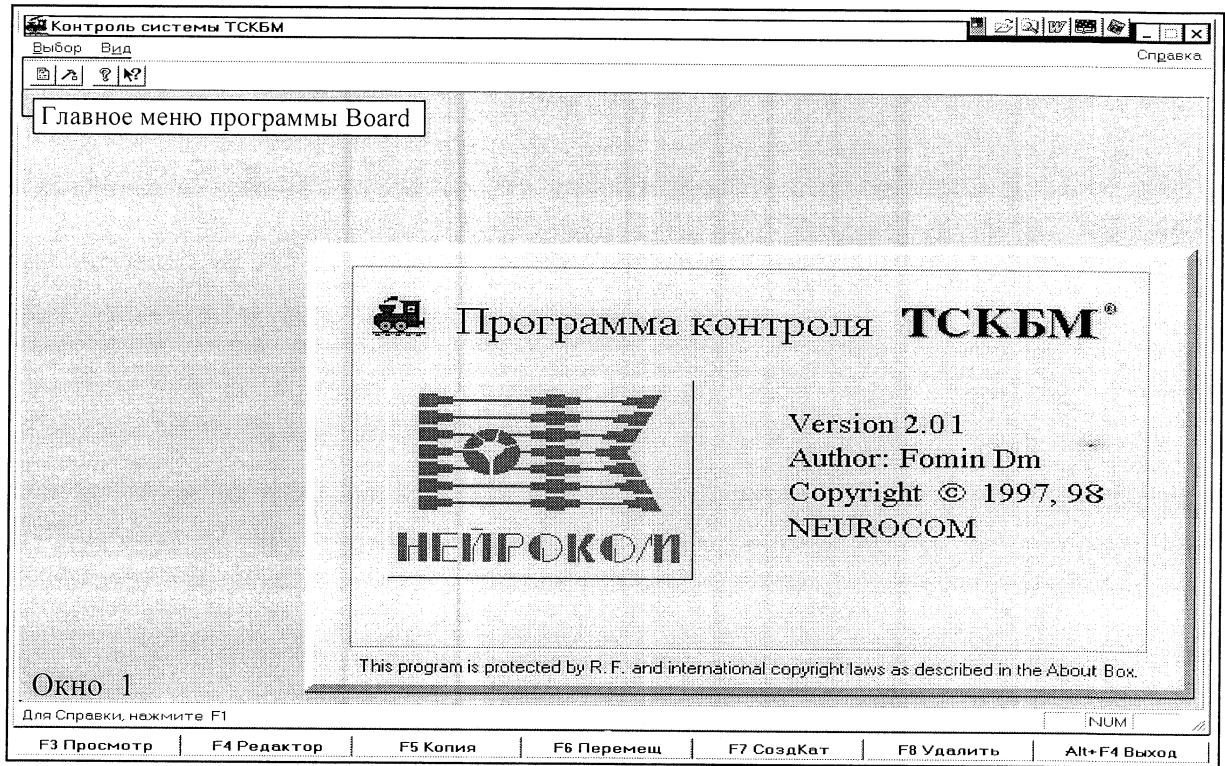 Контроль системы ТСКБМ
Выбор Вид
Справка
Главное меню программы Board
Программа контроля ТСКБМ®
Version 2.01
Author: Fomin Dm
Copyright © 1997, 98
NEUROCOM
НЕЙРОКОМ
This program is protected by R. F. and international copyright laws as described in the About Box.
Окно 1
Для Справки, нажмите F1
NUM
F3 Просмотр F4 Редактор F5 Копия F6 Перемещ F7 СоздКат F8 Удалить Alt+F4 Выход